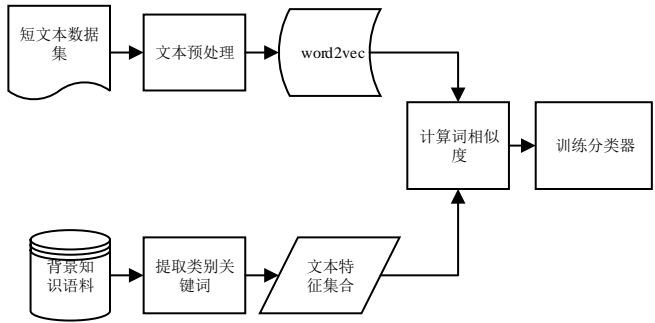 短文本数据
集
文本预处理
word2vec
计算词相似
度
训练分类器
背景知
识语料
提取类别关
键词
文本特
征集合